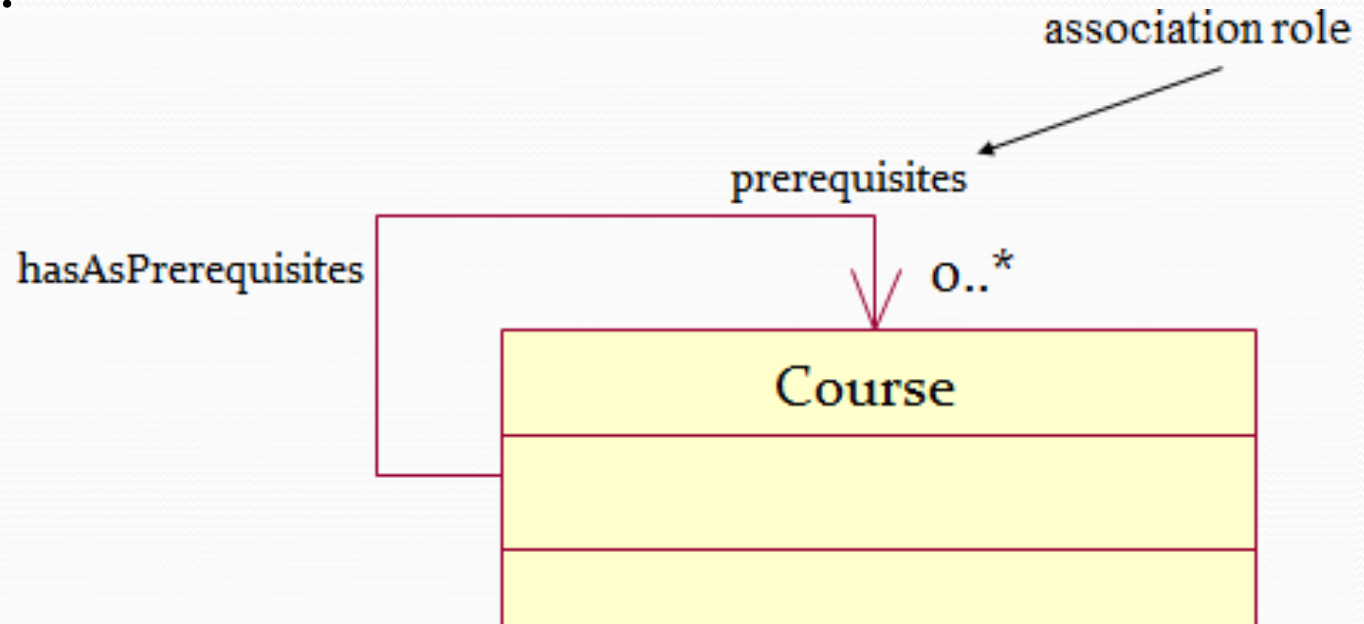 association role
prerequisites
hasAsPrerequisites
0..*
Course